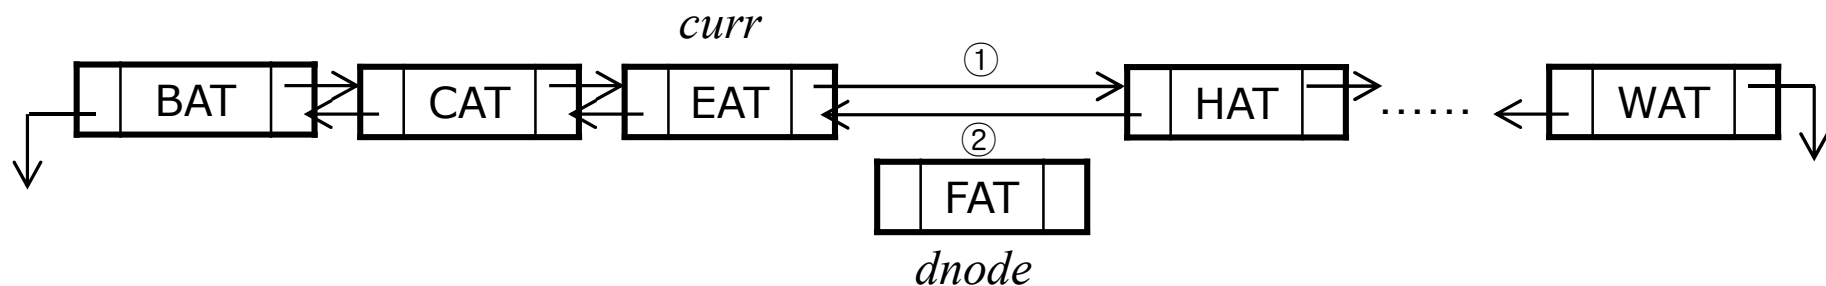 curr
①
BAT CAT EAT HAT ...... WAT
②
FAT
dnode